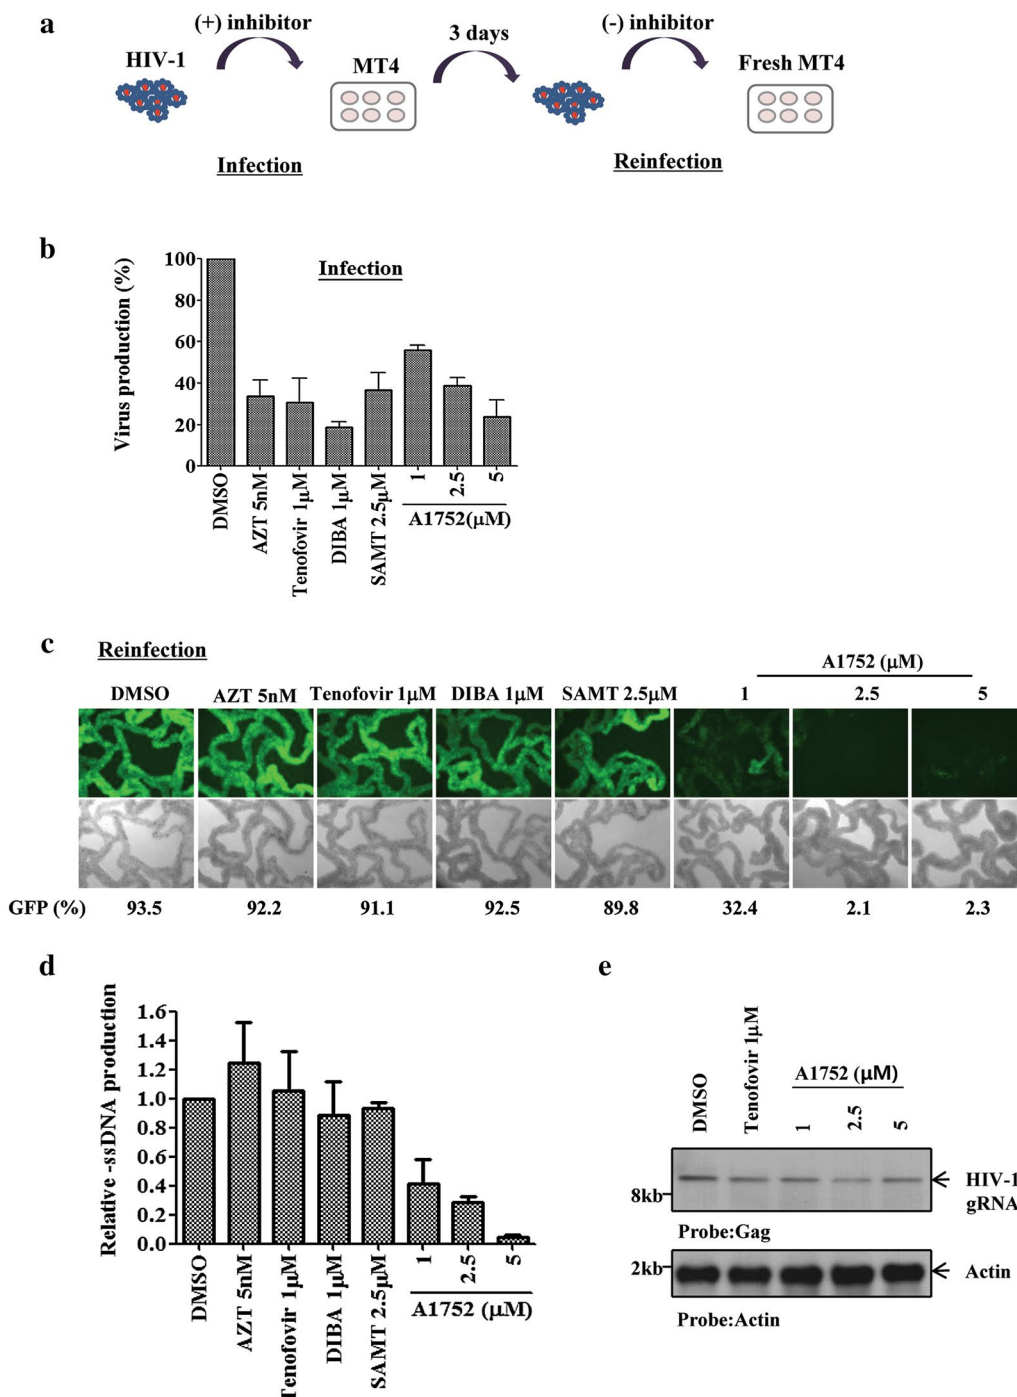 a
(+) inhibitor
3 days
(-) inhibitor
HIV-1
MT4
Fresh MT4
Infection
Reinfection
b
Infection
Virus production (%)
100
80
60
40
20
0
DMSO
AZT 5nM
Tenofovir 1μM
DIBA 1μM
SAMT 2.5μM
1
2.5
5
A1752(μM)
c
Reinfection
A1752 (μM)
DMSO AZT 5nM Tenofovir 1μM DIBA 1μM SAMT 2.5μM 1 2.5 5
GFP (%) 93.5 92.2 91.1 92.5 89.8 32.4 2.1 2.3
d
Relative -ssDNA production
1.6
1.4
1.2
1.0
0.8
0.6
0.4
0.2
0.0
DMSO
AZT 5nM
Tenofovir 1μM
DIBA 1μM
SAMT 2.5μM
1
2.5
5
A1752 (μM)
e
DMSO
Tenofovir 1μM
A1752 (μM)
1
2.5
5
8kb
HIV-1
gRNA
Probe:Gag
2kb
Actin
Probe:Actin